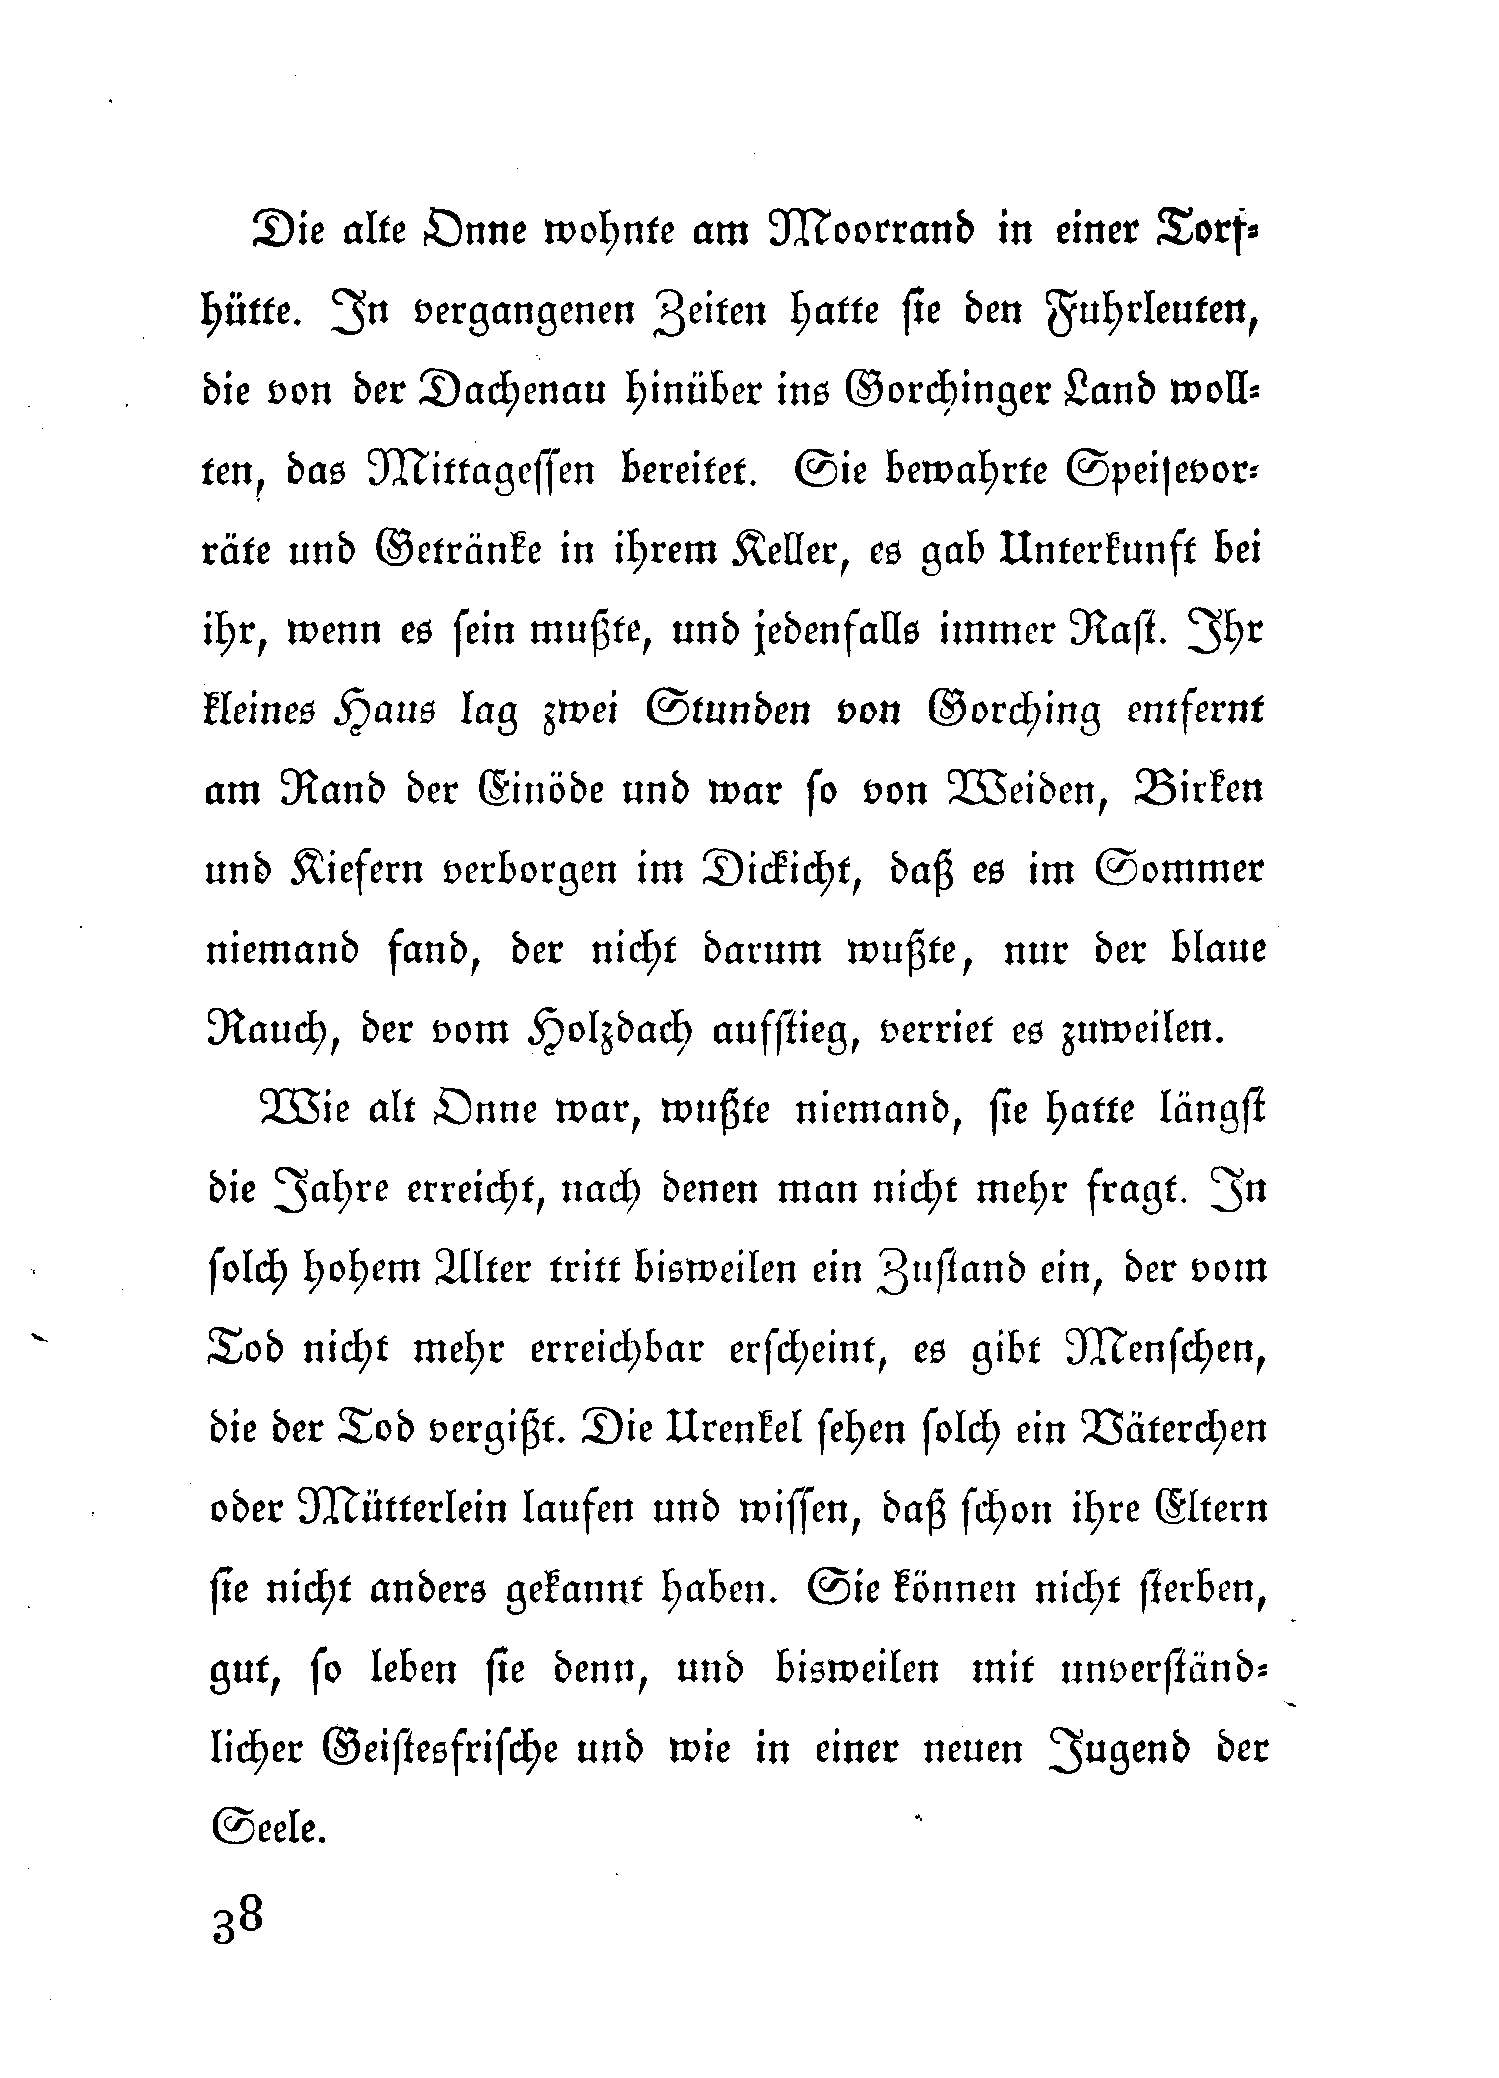 Die alte Onne wohnte am Moorrand in einer Torf-
hütte. In vergangenen Zeiten hatte sie den Fuhrleuten,
die von der Dachenau hinüber ins Gorchinger Land woll-
ten, das Mittagessen bereitet. Sie bewahrte Speisevor-
räte und Getränke in ihrem Keller, es gab Unterkunft bei
ihr, wenn es sein mußte, und jedenfalls immer Rast. Ihr
kleines Haus lag zwei Stunden von Gorching entfernt
am Rand der Einöde und war so von Weiden, Birken
und Kiefern verborgen im Dickicht, daß es im Sommer
niemand fand, der nicht darum wußte, nur der blaue
Rauch, der vom Holzdach aufstieg, verriet es zuweilen.
Wie alt Onne war, wußte niemand, sie hatte längst
die Jahre erreicht, nach denen man nicht mehr fragt. In
solch hohem Alter tritt bisweilen ein Zustand ein, der vom
Tod nicht mehr erreichbar erscheint, es gibt Menschen,
die der Tod vergißt. Die Urenkel sehen solch ein Väterchen
oder Mütterlein laufen und wissen, daß schon ihre Eltern
sie nicht anders gekannt haben. Sie können nicht sterben,
gut, so leben sie denn, und bisweilen mit unverständ-
licher Geistesfrische und wie in einer neuen Jugend der
Seele.
38